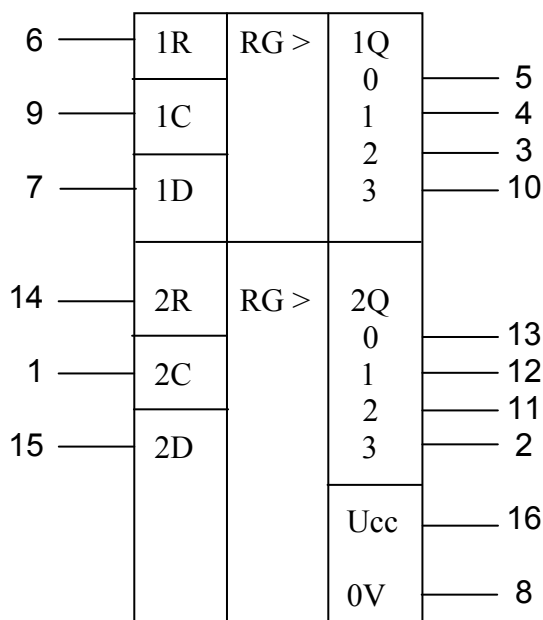 6 1R RG > 1Q
0 5
9 1C 1 4
2 3
7 1D 3 10
14 2R RG > 2Q
0 13
1 2C 1 12
2 11
15 2D 3 2
Ucc 16
0V 8